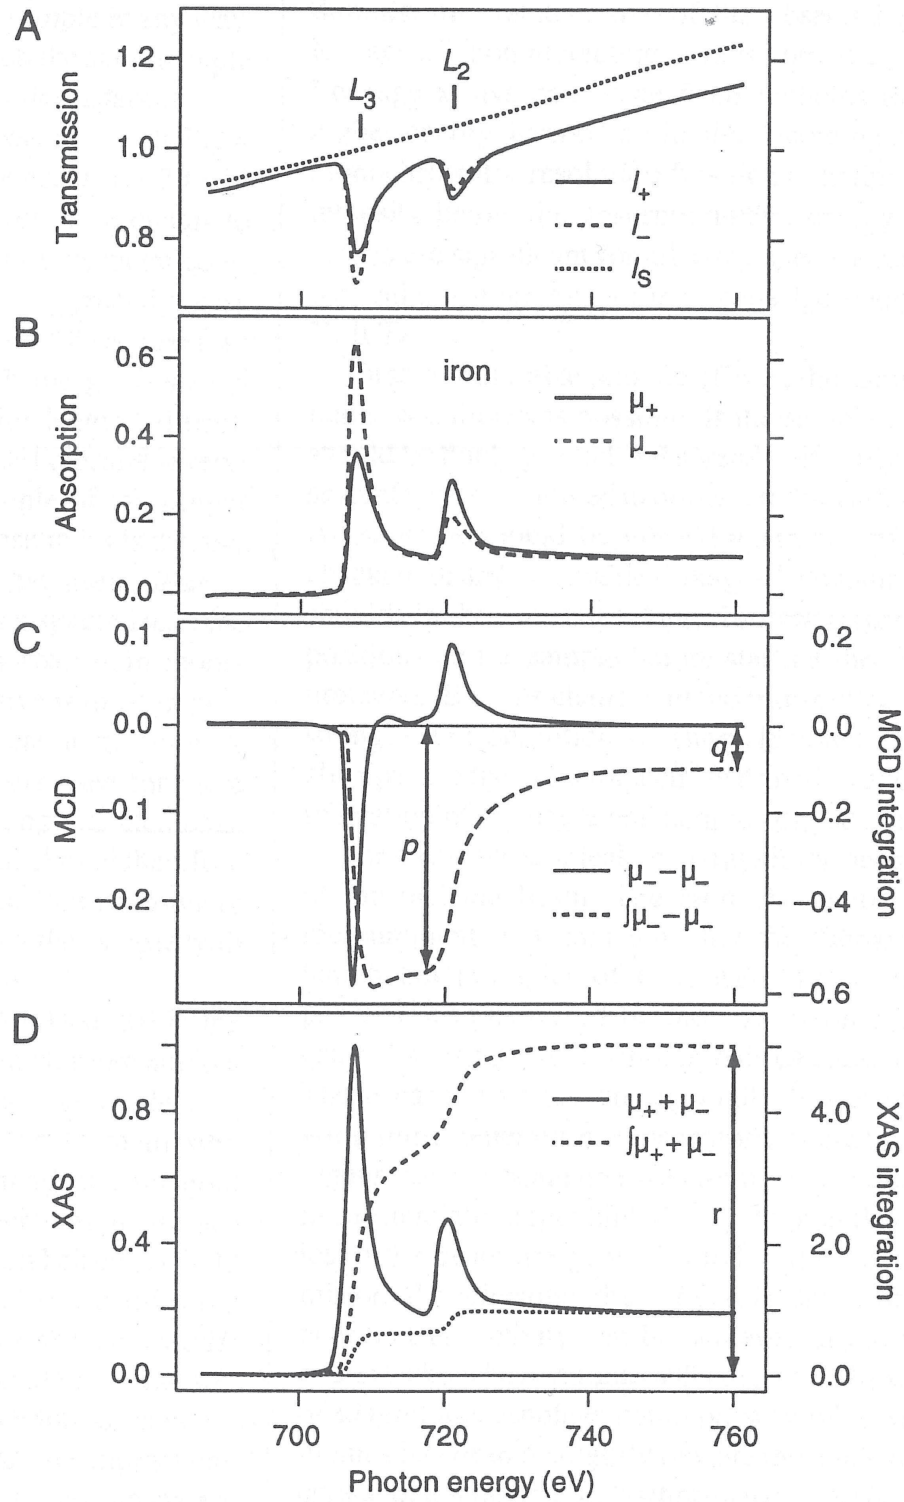 A
Transmission
1.2
1.0
0.8
L3
L2
I+
I−
IS
B
Absorption
0.6
0.4
0.2
0.0
iron
μ+
μ−
C
MCD
0.1
0.0
−0.1
−0.2
p
q
μ− − μ−
∫μ− − μ−
0.2
0.0
−0.2
−0.4
−0.6
MCD integration
D
XAS
0.8
0.4
0.0
μ+ + μ−
∫μ+ + μ−
r
4.0
2.0
0.0
XAS integration
700 720 740 760
Photon energy (eV)